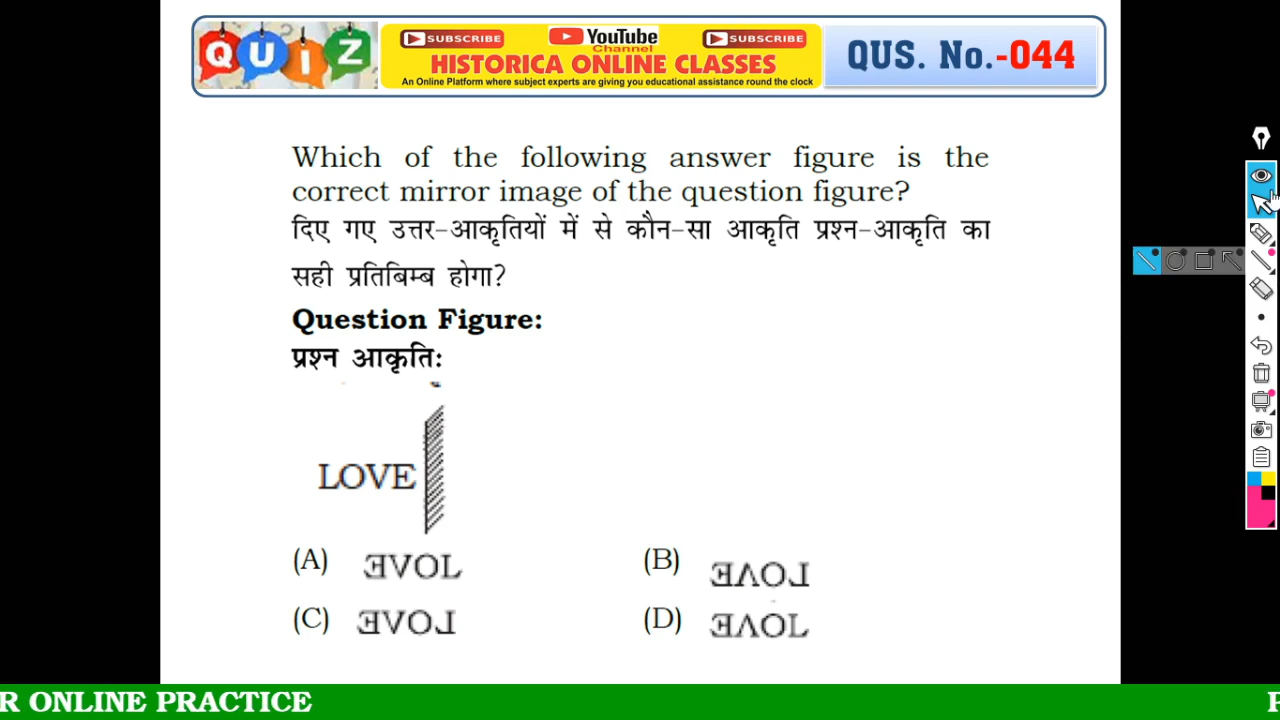 QUIZ
SUBSCRIBE YouTube SUBSCRIBE
Channel
HISTORICA ONLINE CLASSES
An Online Platform where subject experts are giving you educational assistance round the clock
QUS. No.-044
Which of the following answer figure is the
correct mirror image of the question figure?
दिए गए उत्तर-आकृतियों में से कौन-सा आकृति प्रश्न-आकृति का
सही प्रतिबिम्ब होगा?
Question Figure:
प्रश्न आकृतिः
LOVE
(A) ƎVOL (B) ƎɅO⅃
(C) ƎVO⅃ (D) ƎɅOL
R ONLINE PRACTICE